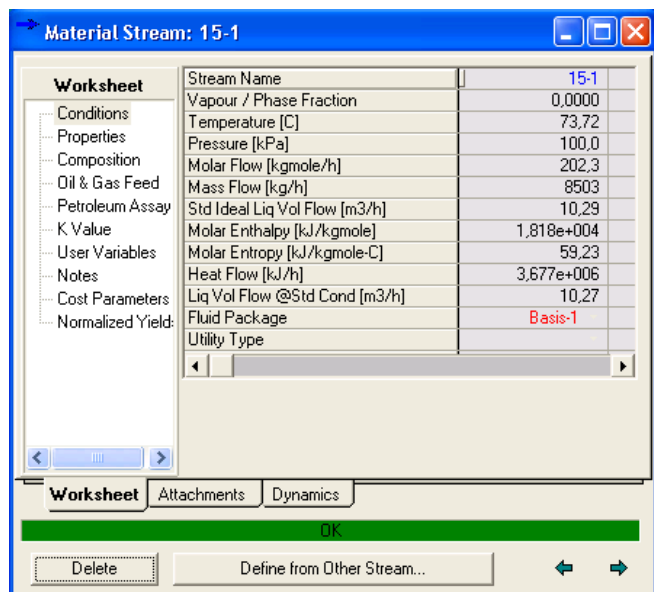 Material Stream: 15-1
Worksheet
Conditions
Properties
Composition
Oil & Gas Feed
Petroleum Assay
K Value
User Variables
Notes
Cost Parameters
Normalized Yields
Stream Name 15-1
Vapour / Phase Fraction 0,0000
Temperature [C] 73,72
Pressure [kPa] 100,0
Molar Flow [kgmole/h] 202,3
Mass Flow [kg/h] 8503
Std Ideal Liq Vol Flow [m3/h] 10,29
Molar Enthalpy [kJ/kgmole] 1,818e+004
Molar Entropy [kJ/kgmole-C] 59,23
Heat Flow [kJ/h] 3,677e+006
Liq Vol Flow @Std Cond [m3/h] 10,27
Fluid Package Basis-1
Utility Type
Worksheet Attachments Dynamics
OK
Delete Define from Other Stream...